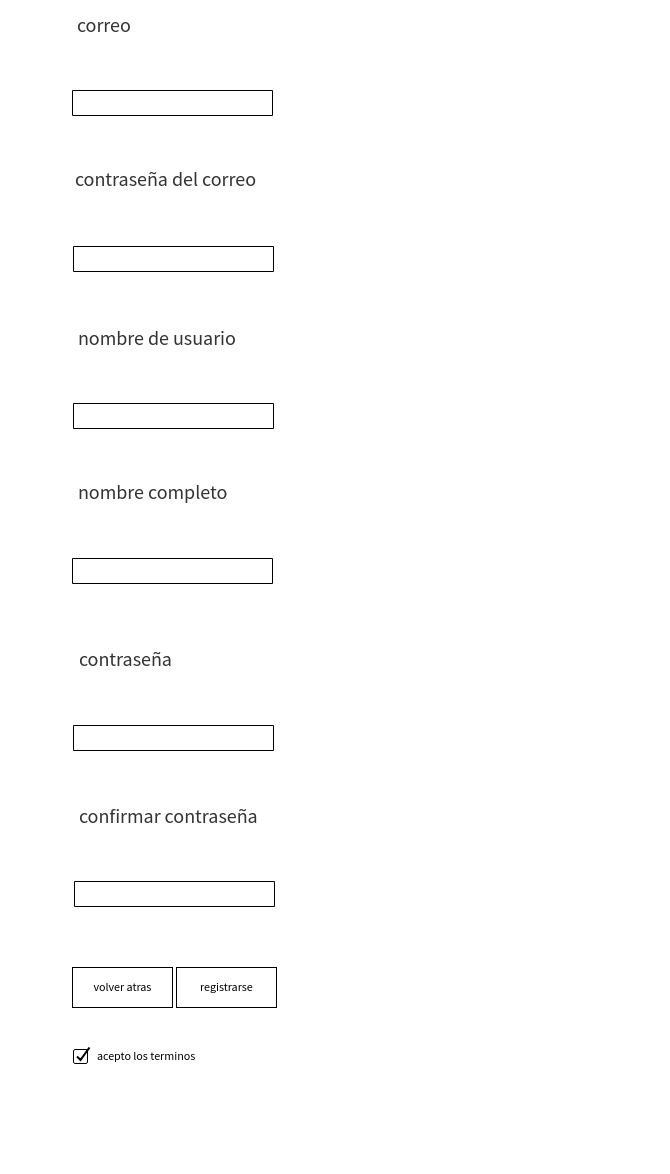 correo
contraseña del correo
nombre de usuario
nombre completo
contraseña
confirmar contraseña
volver atras registrarse
acepto los terminos